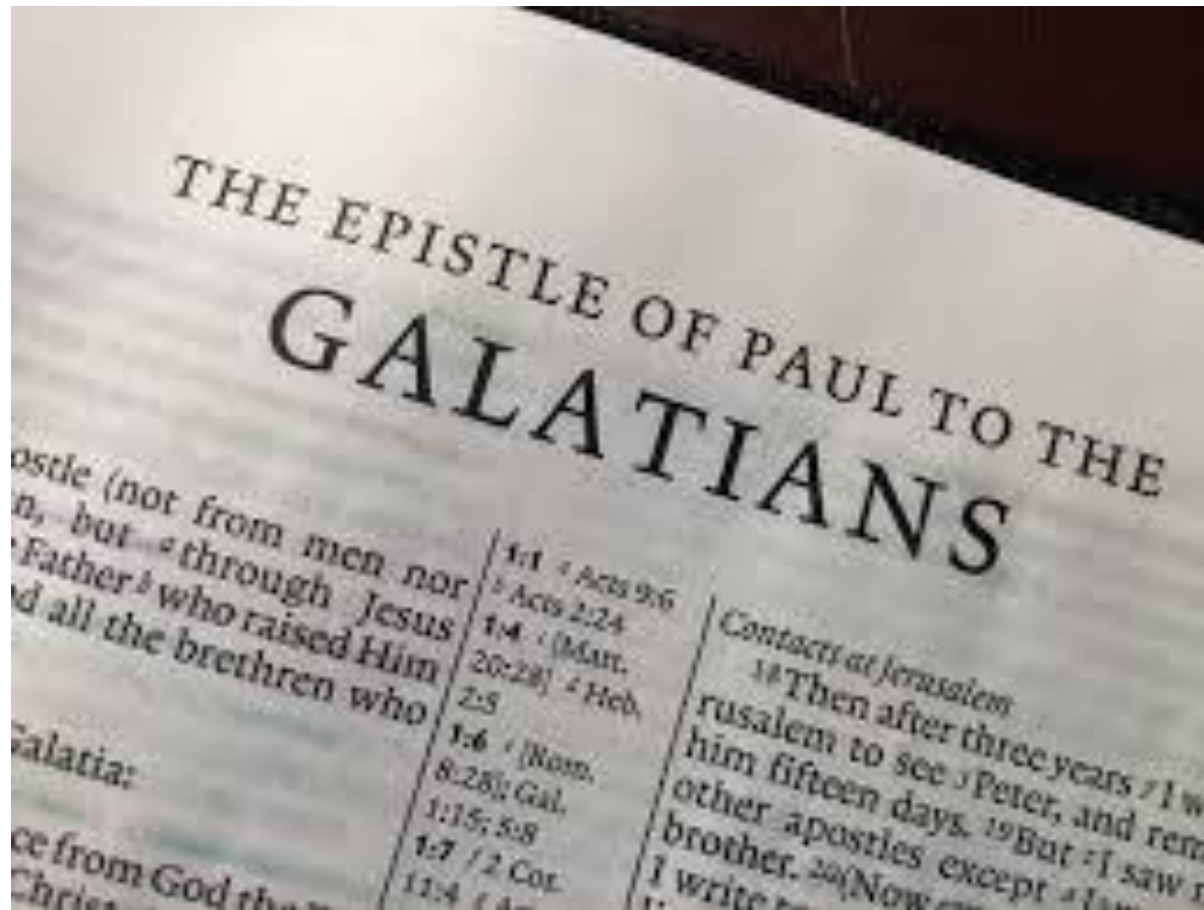 THE EPISTLE OF PAUL TO THE
GALATIANS
(not from men nor
but a through Jesus
Father b who raised Him
all the brethren who
Galatia:
from God the
Christ
1:1 a Acts 9:6
b Acts 2:24
1:4 c [Matt.
20:28] d Heb.
2:5
1:6 e [Rom.
8:28]; Gal.
1:15; 5:8
1:7 f 2 Cor.
11:4
Contacts at Jerusalem
18 Then after three years I
to see Peter, and
him fifteen days. 19 But I saw
other apostles except
brother. 20 (Now
I write